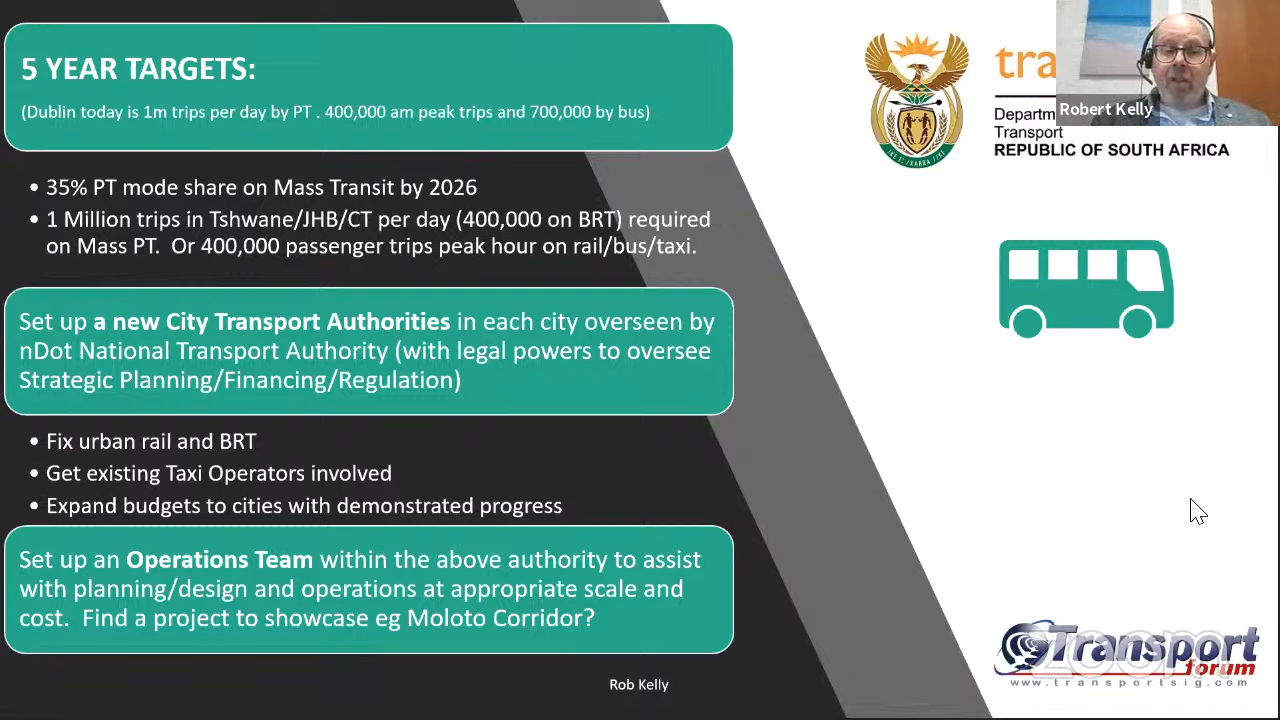 5 YEAR TARGETS:
(Dublin today is 1m trips per day by PT . 400,000 am peak trips and 700,000 by bus)
• 35% PT mode share on Mass Transit by 2026
• 1 Million trips in Tshwane/JHB/CT per day (400,000 on BRT) required
on Mass PT. Or 400,000 passenger trips peak hour on rail/bus/taxi.
Set up a new City Transport Authorities in each city overseen by
nDot National Transport Authority (with legal powers to oversee
Strategic Planning/Financing/Regulation)
• Fix urban rail and BRT
• Get existing Taxi Operators involved
• Expand budgets to cities with demonstrated progress
Set up an Operations Team within the above authority to assist
with planning/design and operations at appropriate scale and
cost. Find a project to showcase eg Moloto Corridor?
Rob Kelly
tra
Departm
Transport
REPUBLIC OF SOUTH AFRICA
Robert Kelly
Transport
forum
zoom
www.transportsig.com